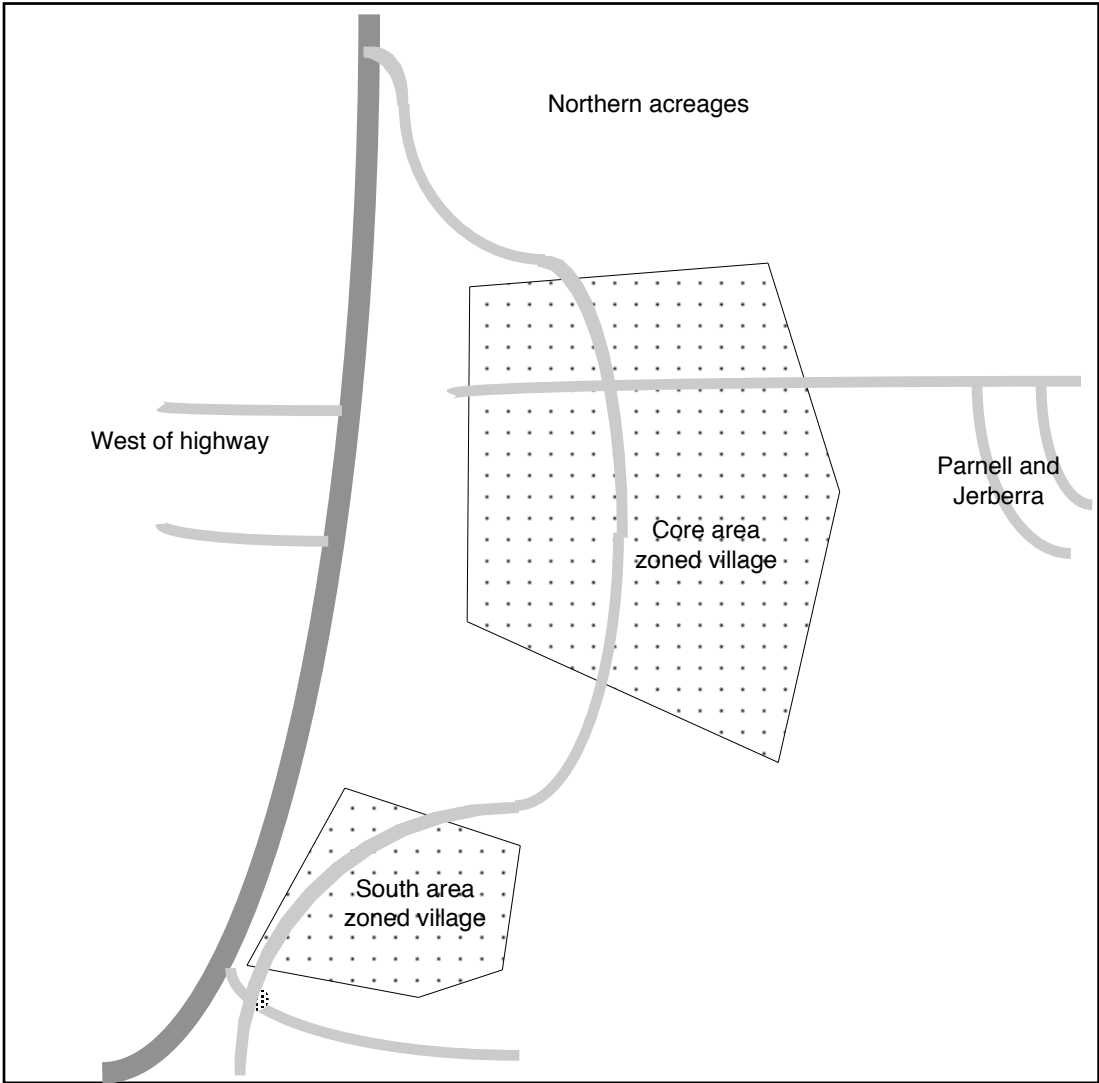 Northern acreages
West of highway
Parnell and
Jerberra
Core area
zoned village
South area
zoned village